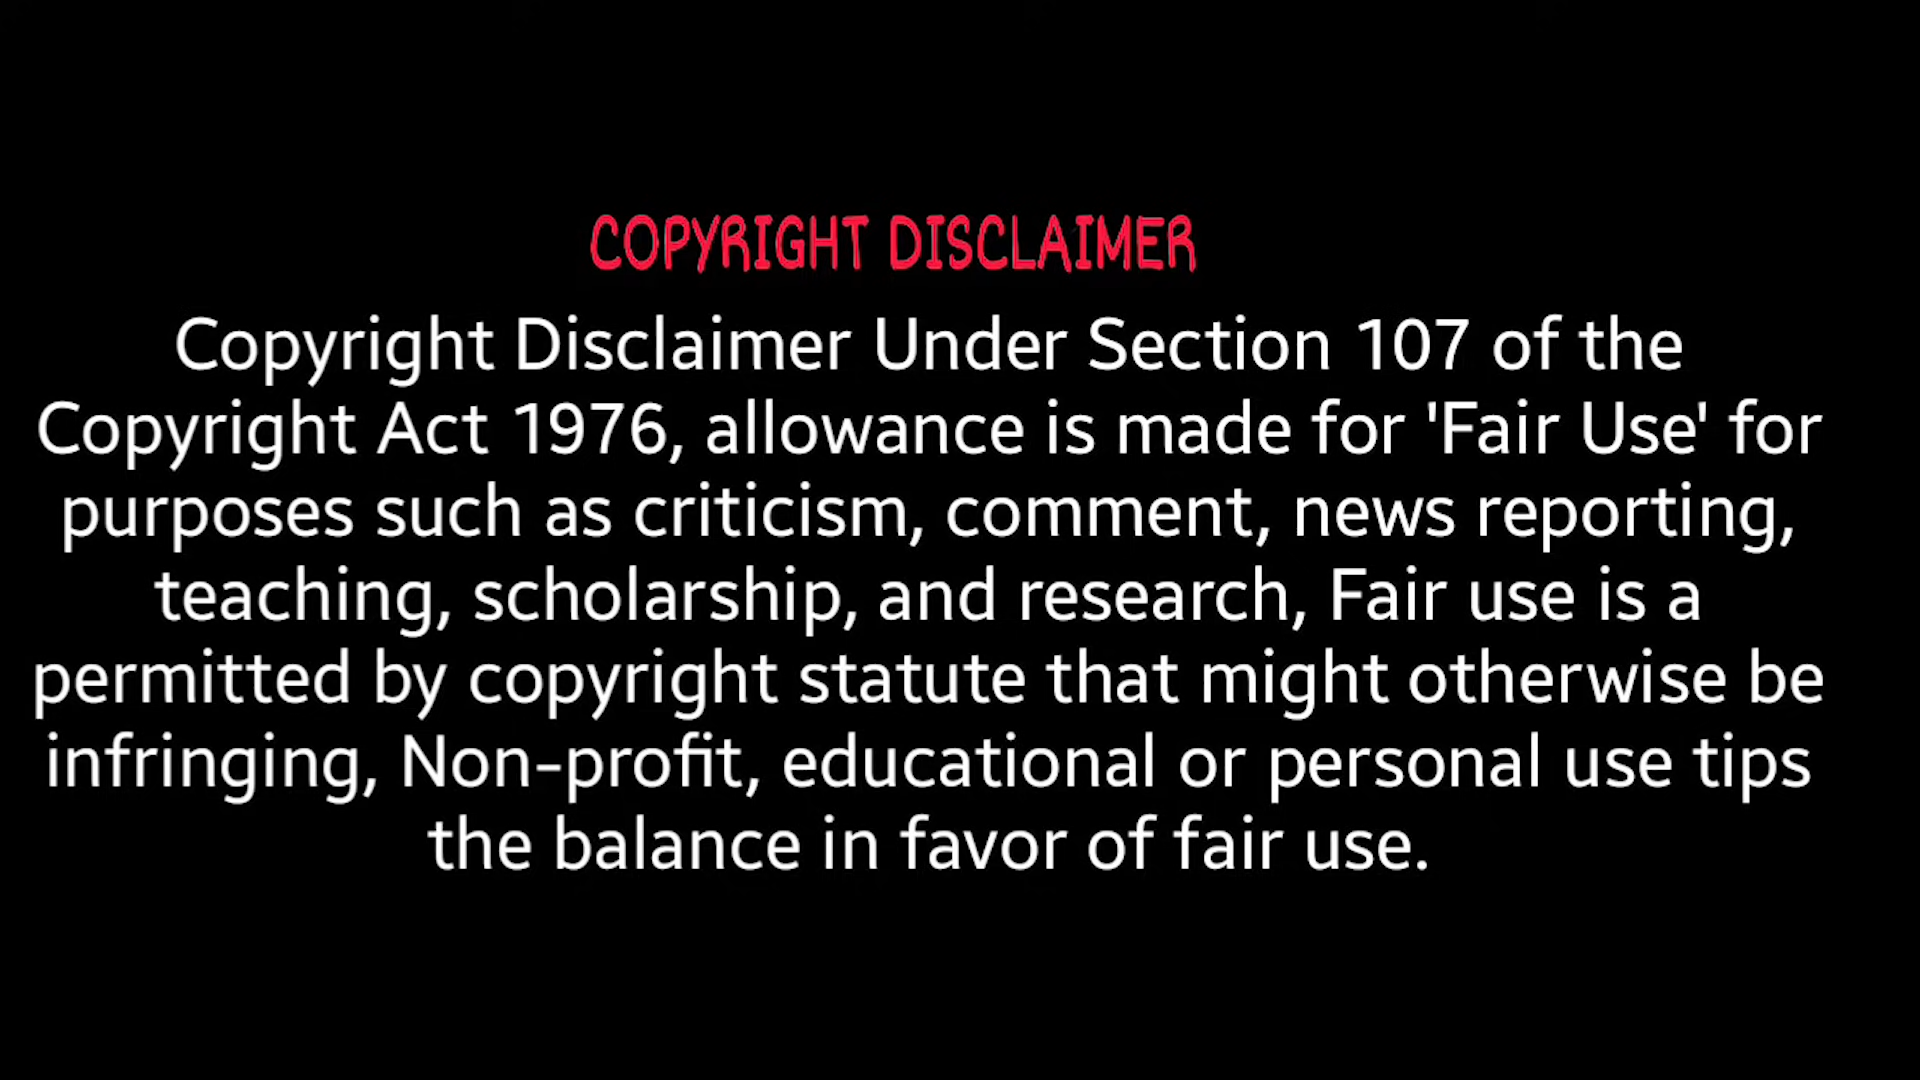 COPYRIGHT DISCLAIMER
Copyright Disclaimer Under Section 107 of the
Copyright Act 1976, allowance is made for 'Fair Use' for
purposes such as criticism, comment, news reporting,
teaching, scholarship, and research, Fair use is a
permitted by copyright statute that might otherwise be
infringing, Non-profit, educational or personal use tips
the balance in favor of fair use.